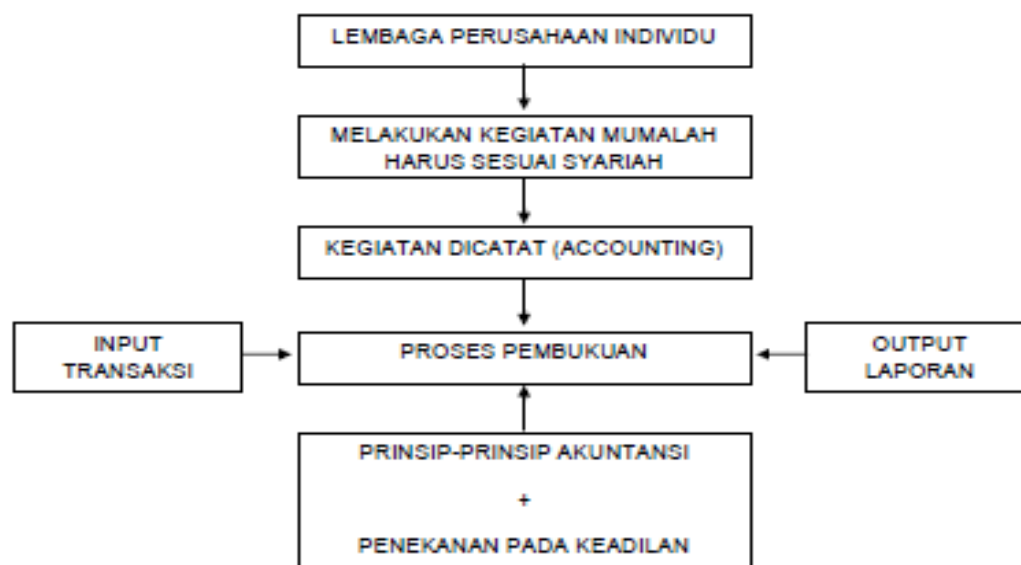 LEMBAGA PERUSAHAAN INDIVIDU
MELAKUKAN KEGIATAN MUMALAH
HARUS SESUAI SYARIAH
KEGIATAN DICATAT (ACCOUNTING)
INPUT
TRANSAKSI
PROSES PEMBUKUAN
OUTPUT
LAPORAN
PRINSIP-PRINSIP AKUNTANSI
+
PENEKANAN PADA KEADILAN